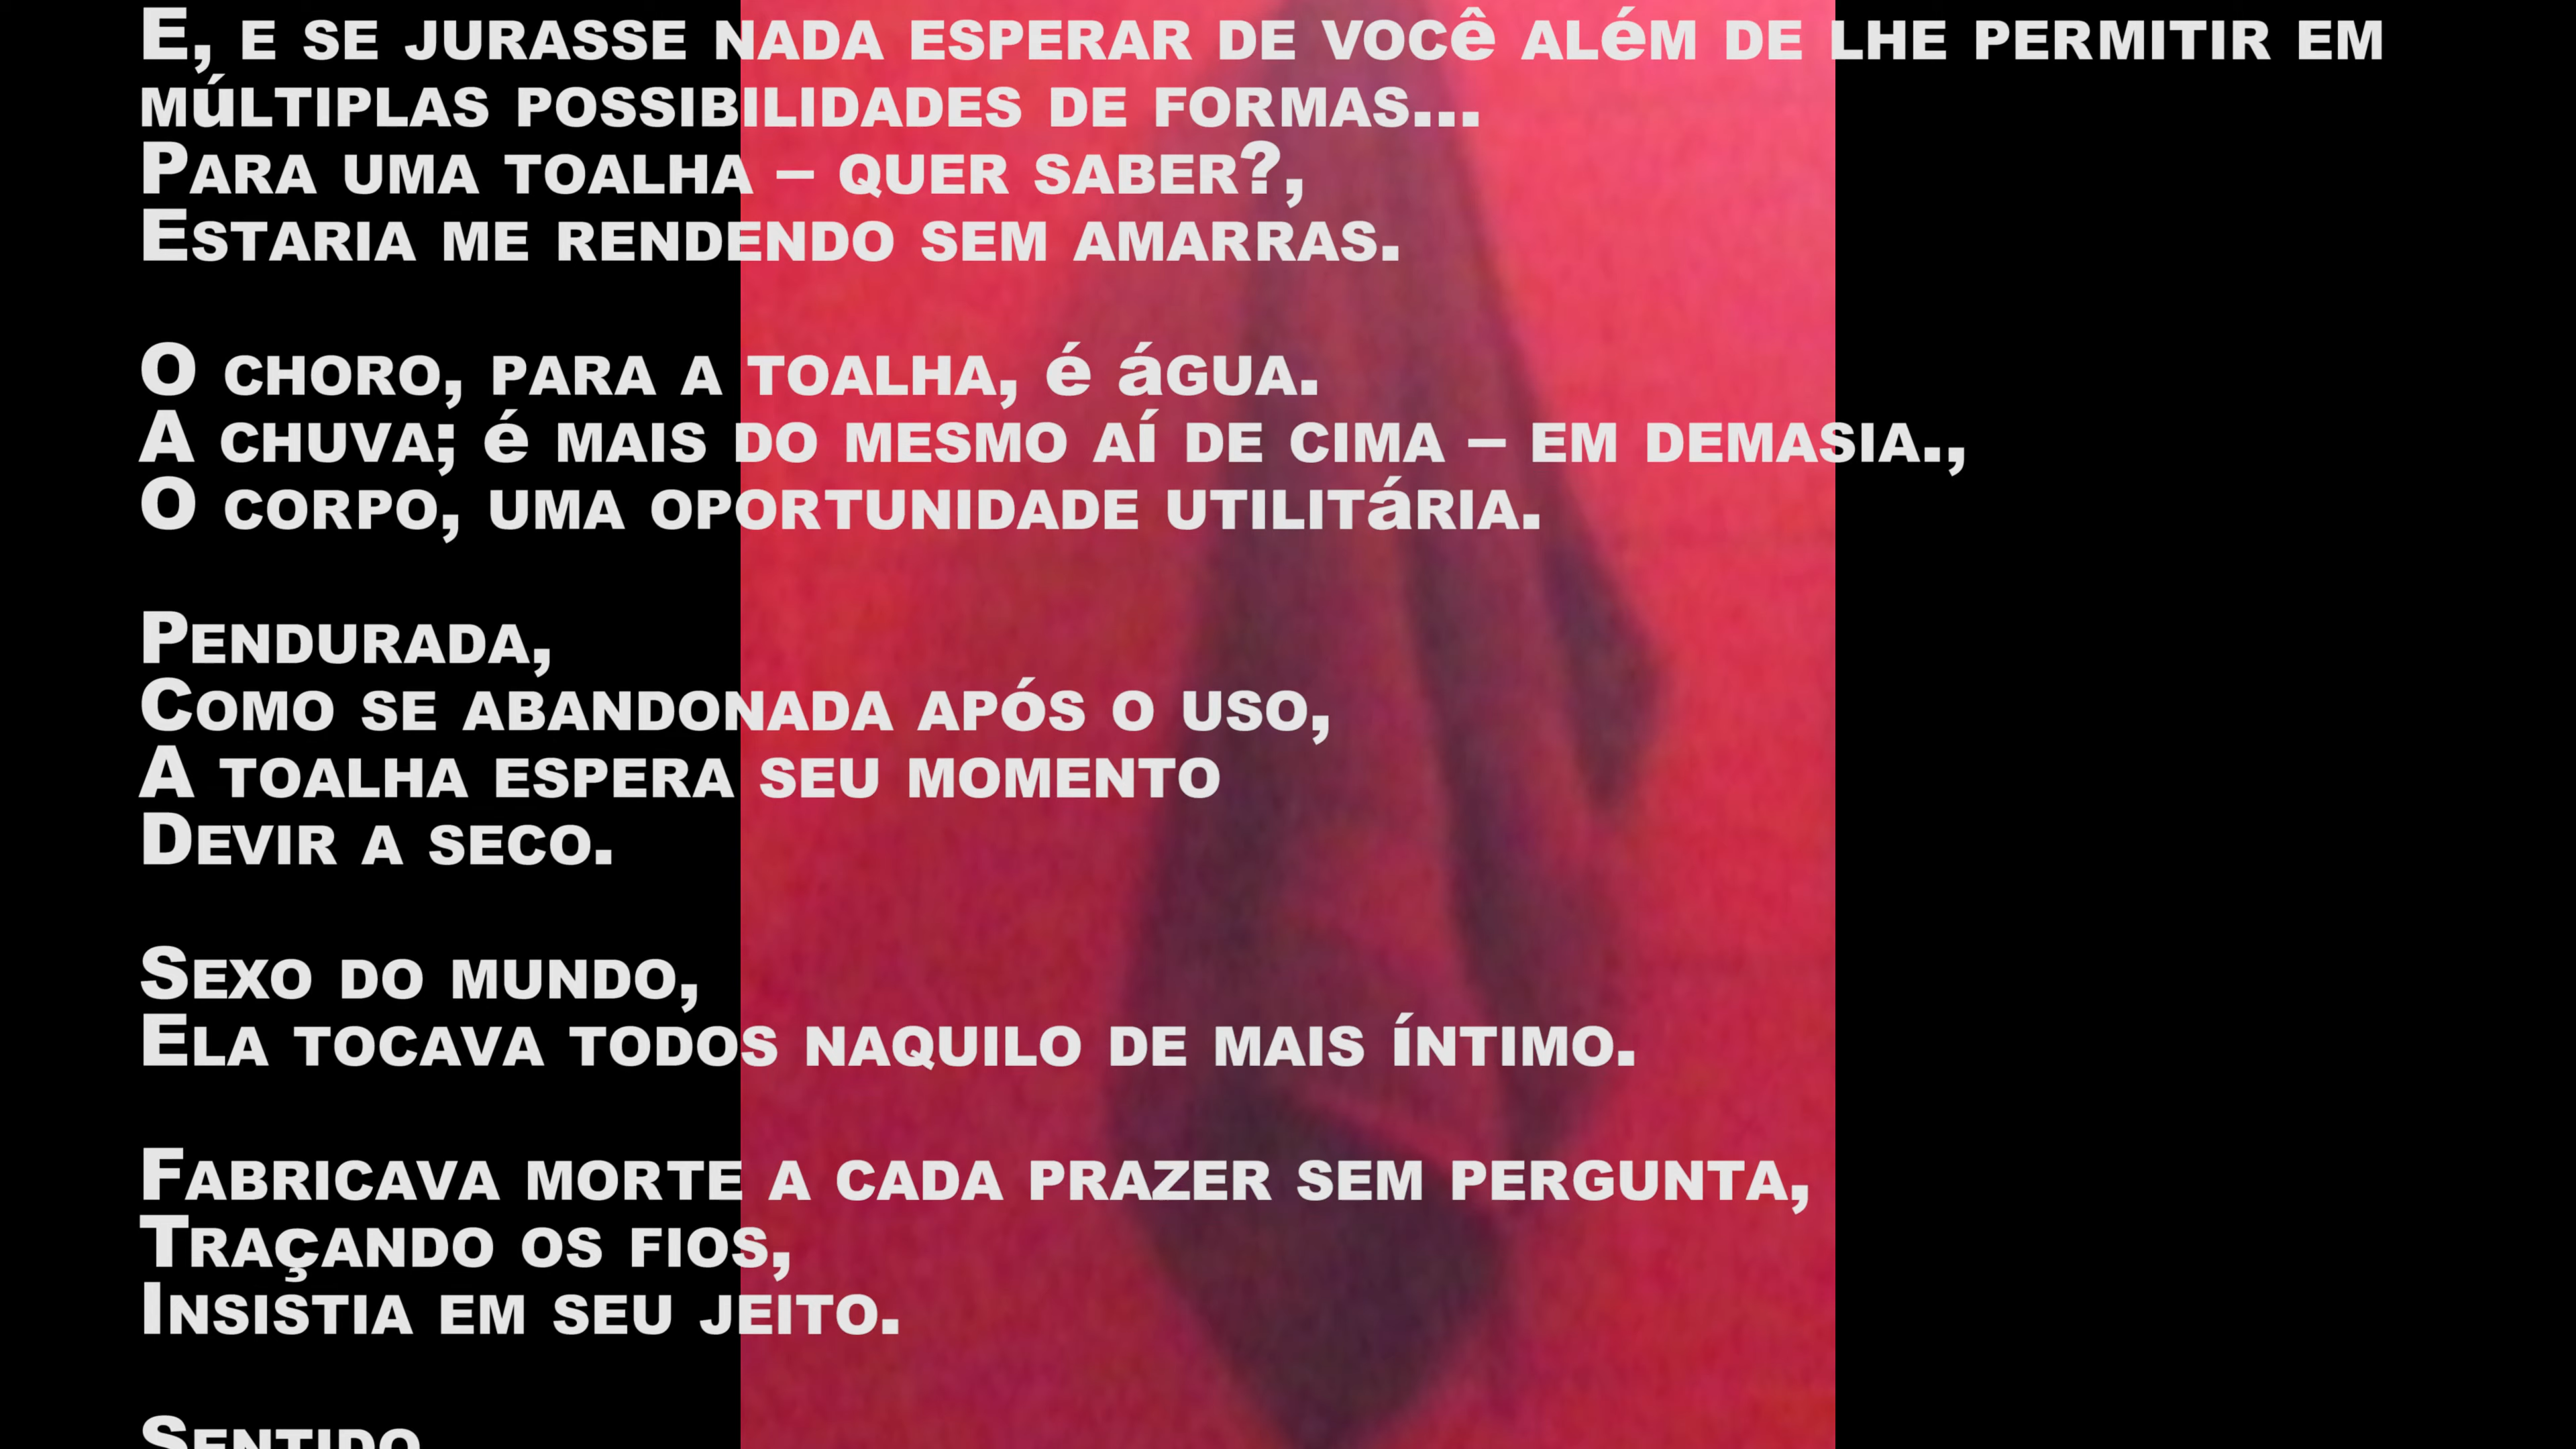 E, e se jurasse nada esperar de você além de lhe permitir em
múltiplas possibilidades de formas...
Para uma toalha – quer saber?,
Estaria me rendendo sem amarras.
O choro, para a toalha, é água.
A chuva; é mais do mesmo aí de cima – em demasia.,
O corpo, uma oportunidade utilitária.
Pendurada,
Como se abandonada após o uso,
A toalha espera seu momento
Devir a seco.
Sexo do mundo,
Ela tocava todos naquilo de mais íntimo.
Fabricava morte a cada prazer sem pergunta,
Traçando os fios,
Insistia em seu jeito.
Sentido